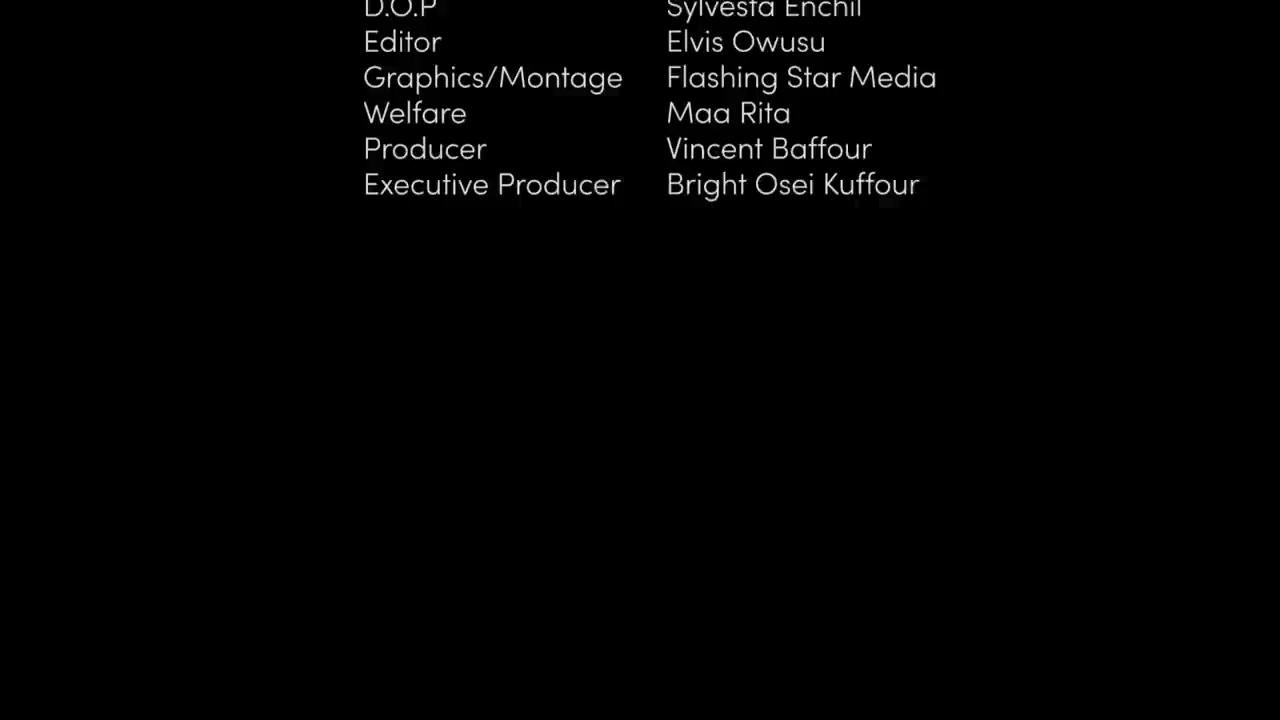 D.O.P Sylvesta Enchil
Editor Elvis Owusu
Graphics/Montage Flashing Star Media
Welfare Maa Rita
Producer Vincent Baffour
Executive Producer Bright Osei Kuffour